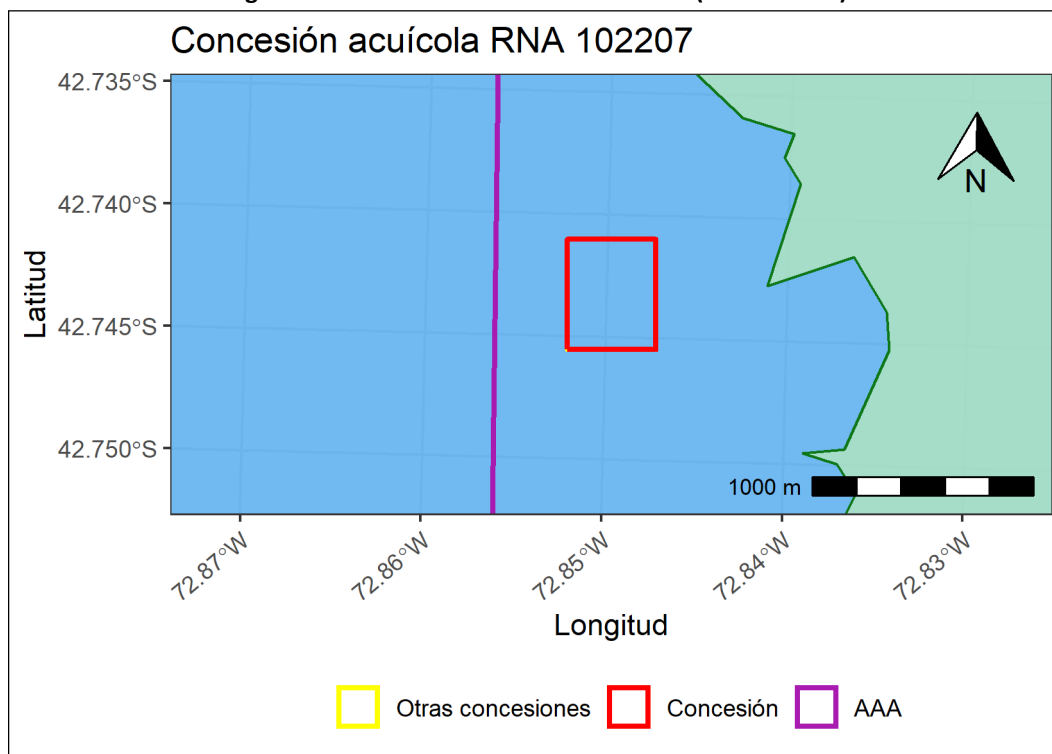 Concesión acuícola RNA 102207
42.735°S
42.740°S
42.745°S
42.750°S
Latitud
N
1000 m
72.87°W
72.86°W
72.85°W
72.84°W
72.83°W
Longitud
Otras concesiones
Concesión
AAA